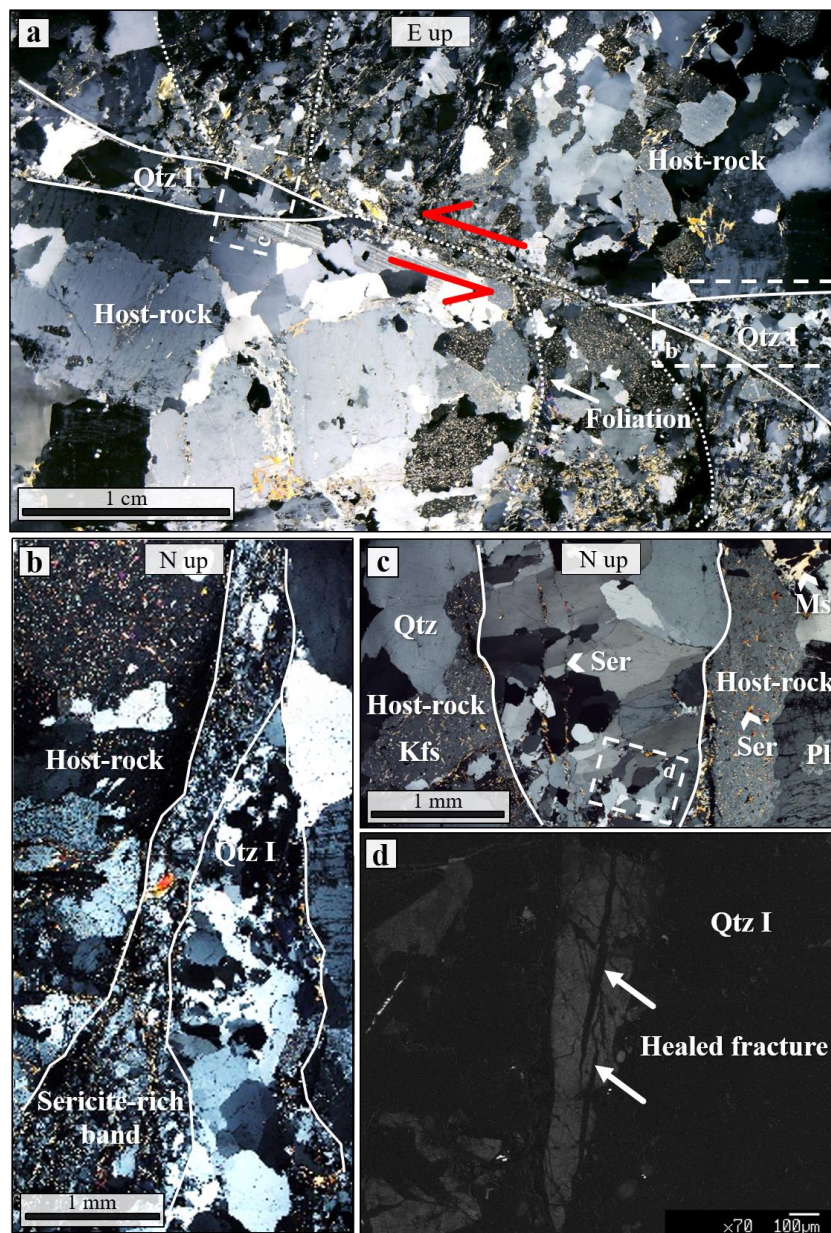 a
E up
Qtz I
Host-rock
c
Host-rock
b
Qtz I
Foliation
1 cm
b
N up
Host-rock
Qtz I
Sericite-rich
band
1 mm
c
N up
Ms
Qtz
Ser
Host-rock
Host-rock
Kfs
Ser
Pl
d
1 mm
d
Qtz I
Healed fracture
×70 100μm